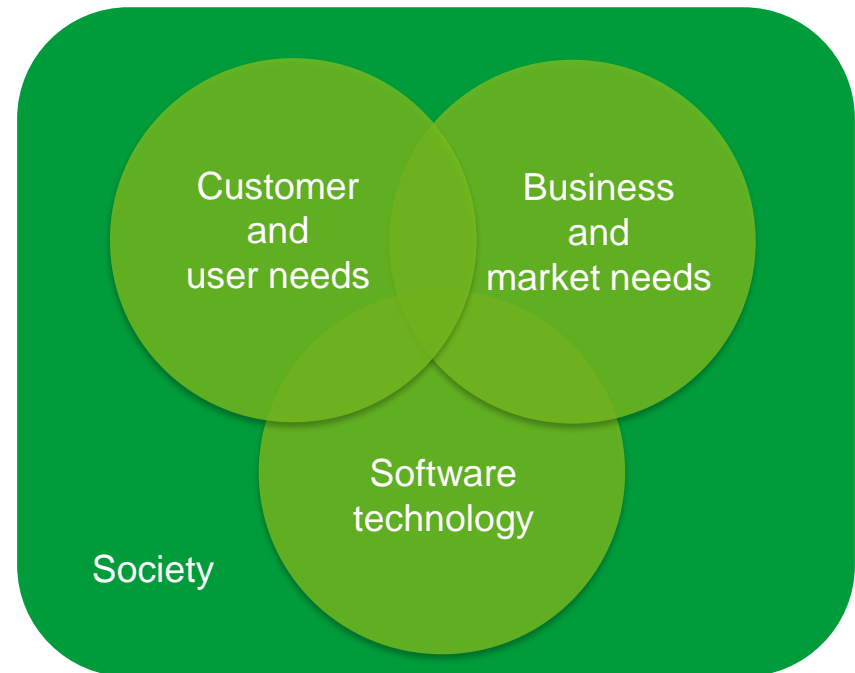 Customer
and
user needs
Business
and
market needs
Software
technology
Society